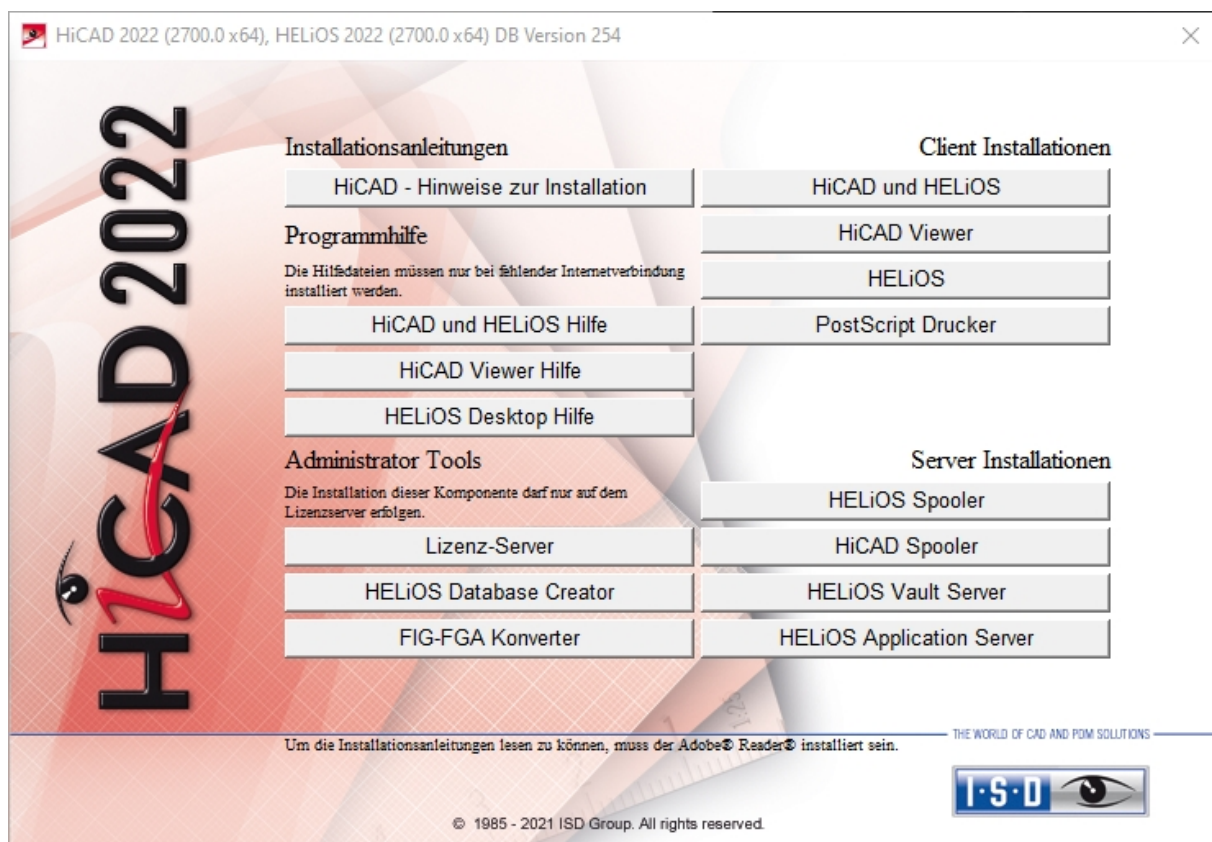 HiCAD 2022 (2700.0 x64), HELiOS 2022 (2700.0 x64) DB Version 254
HiCAD 2022
Installationsanleitungen
HiCAD - Hinweise zur Installation
Programmhilfe
Die Hilfedateien müssen nur bei fehlender Internetverbindung
installiert werden.
HiCAD und HELiOS Hilfe
HiCAD Viewer Hilfe
HELiOS Desktop Hilfe
Administrator Tools
Die Installation dieser Komponente darf nur auf dem
Lizenzserver erfolgen.
Lizenz-Server
HELiOS Database Creator
FIG-FGA Konverter
Client Installationen
HiCAD und HELiOS
HiCAD Viewer
HELiOS
PostScript Drucker
Server Installationen
HELiOS Spooler
HiCAD Spooler
HELiOS Vault Server
HELiOS Application Server
Um die Installationsanleitungen lesen zu können, muss der Adobe® Reader® installiert sein.
THE WORLD OF CAD AND PDM SOLUTIONS
I·S·D
© 1985 - 2021 ISD Group. All rights reserved.